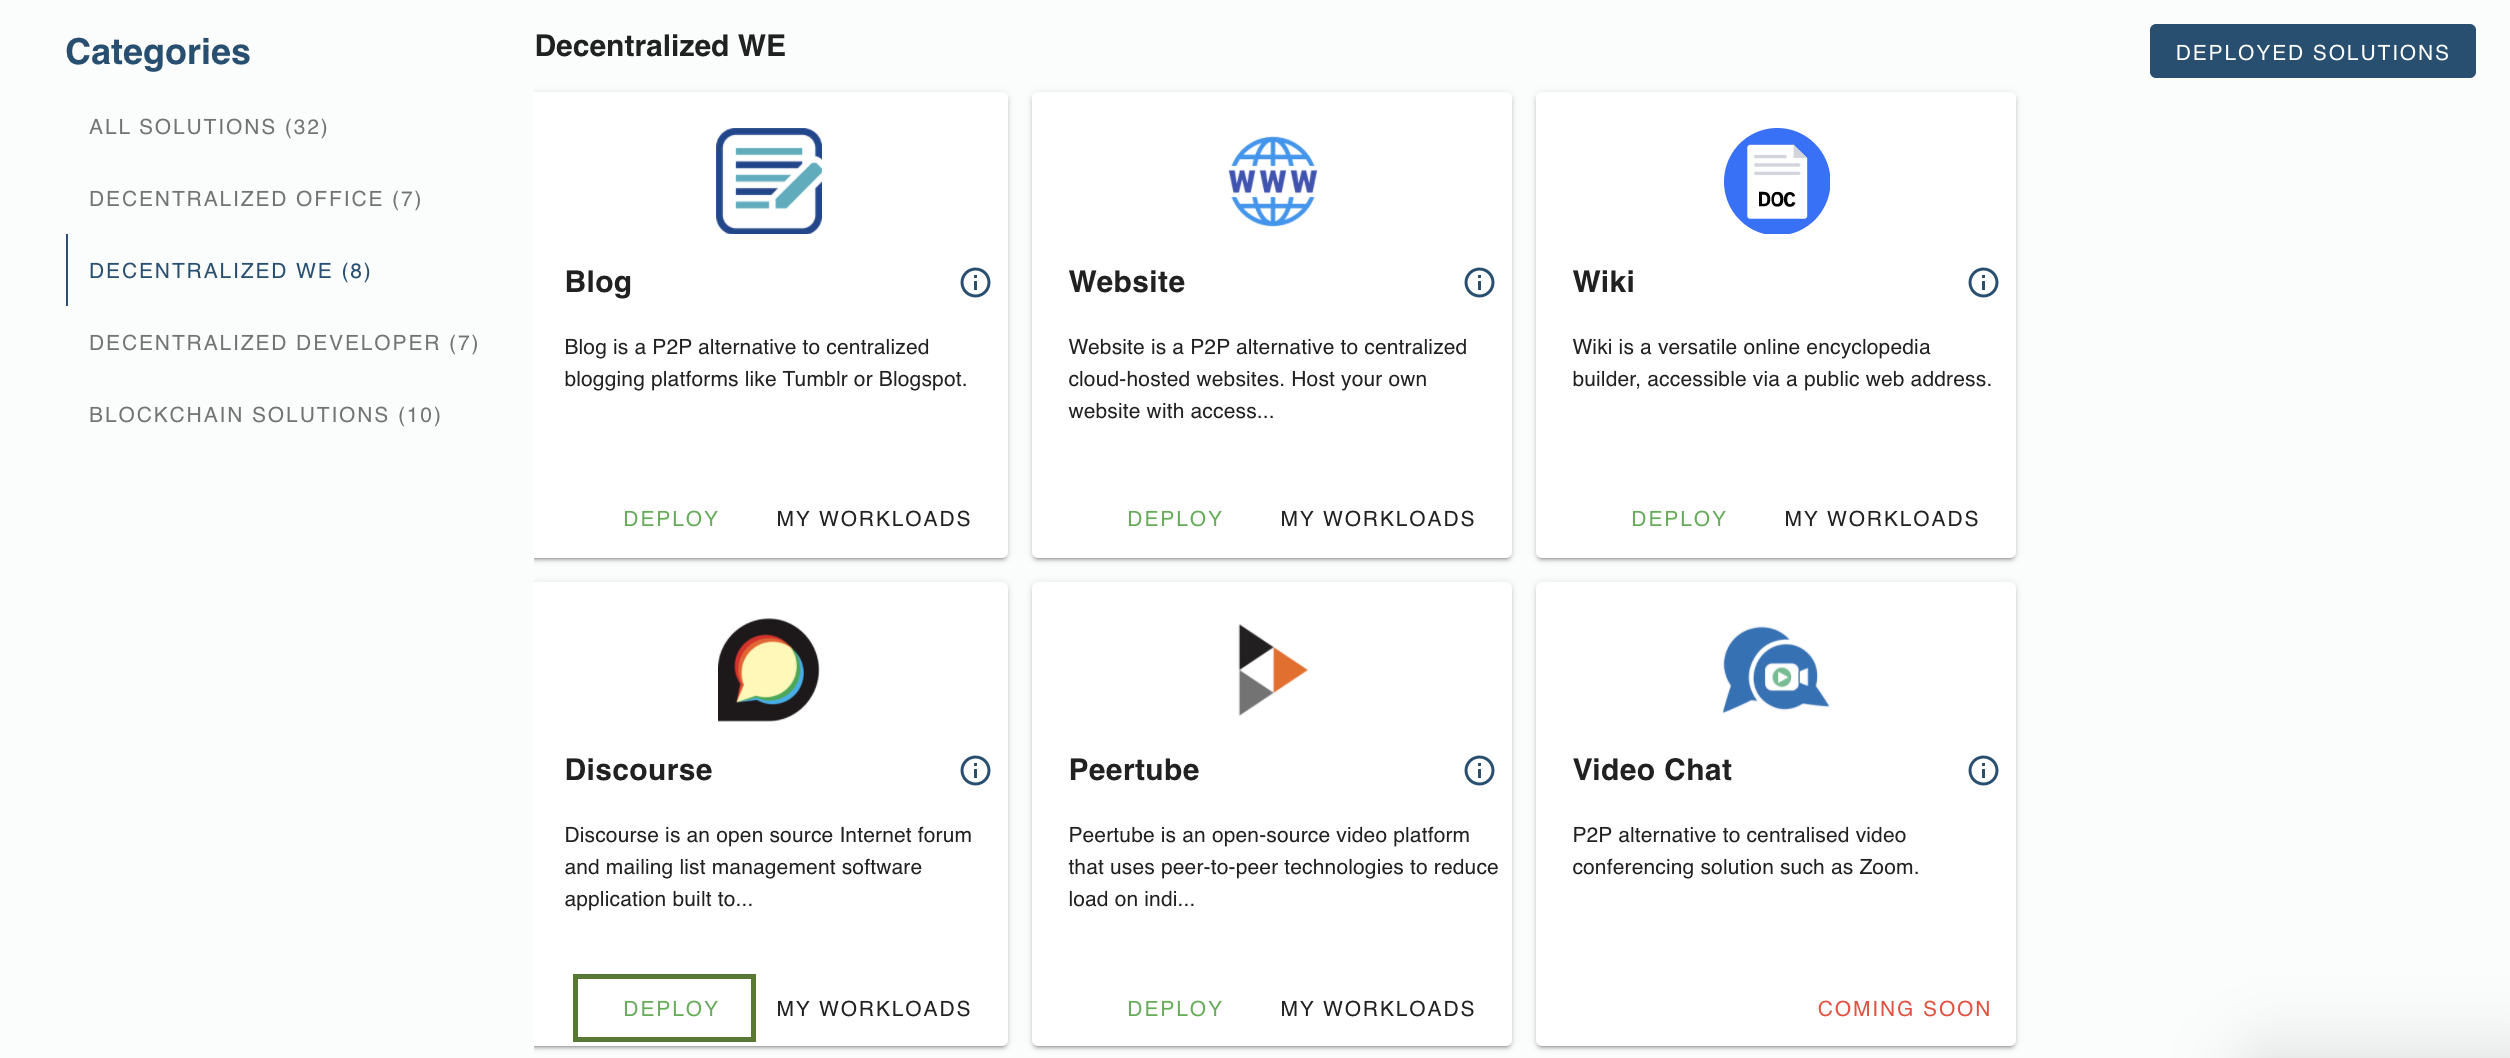 Categories
ALL SOLUTIONS (32)
DECENTRALIZED OFFICE (7)
DECENTRALIZED WE (8)
DECENTRALIZED DEVELOPER (7)
BLOCKCHAIN SOLUTIONS (10)
Decentralized WE
DEPLOYED SOLUTIONS
Blog
Blog is a P2P alternative to centralized
blogging platforms like Tumblr or Blogspot.
DEPLOY MY WORKLOADS
WWW
Website
Website is a P2P alternative to centralized
cloud-hosted websites. Host your own
website with access...
DEPLOY MY WORKLOADS
DOC
Wiki
Wiki is a versatile online encyclopedia
builder, accessible via a public web address.
DEPLOY MY WORKLOADS
Discourse
Discourse is an open source Internet forum
and mailing list management software
application built to...
DEPLOY MY WORKLOADS
Peertube
Peertube is an open-source video platform
that uses peer-to-peer technologies to reduce
load on indi...
DEPLOY MY WORKLOADS
Video Chat
P2P alternative to centralised video
conferencing solution such as Zoom.
COMING SOON